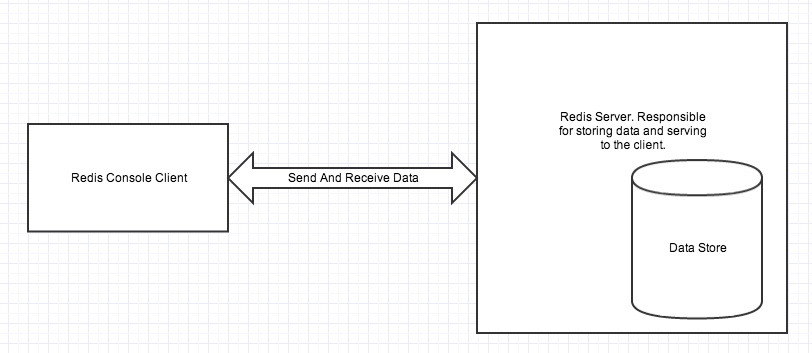 Redis Console Client
Send And Receive Data
Redis Server. Responsible
for storing data and serving
to the client.
Data Store